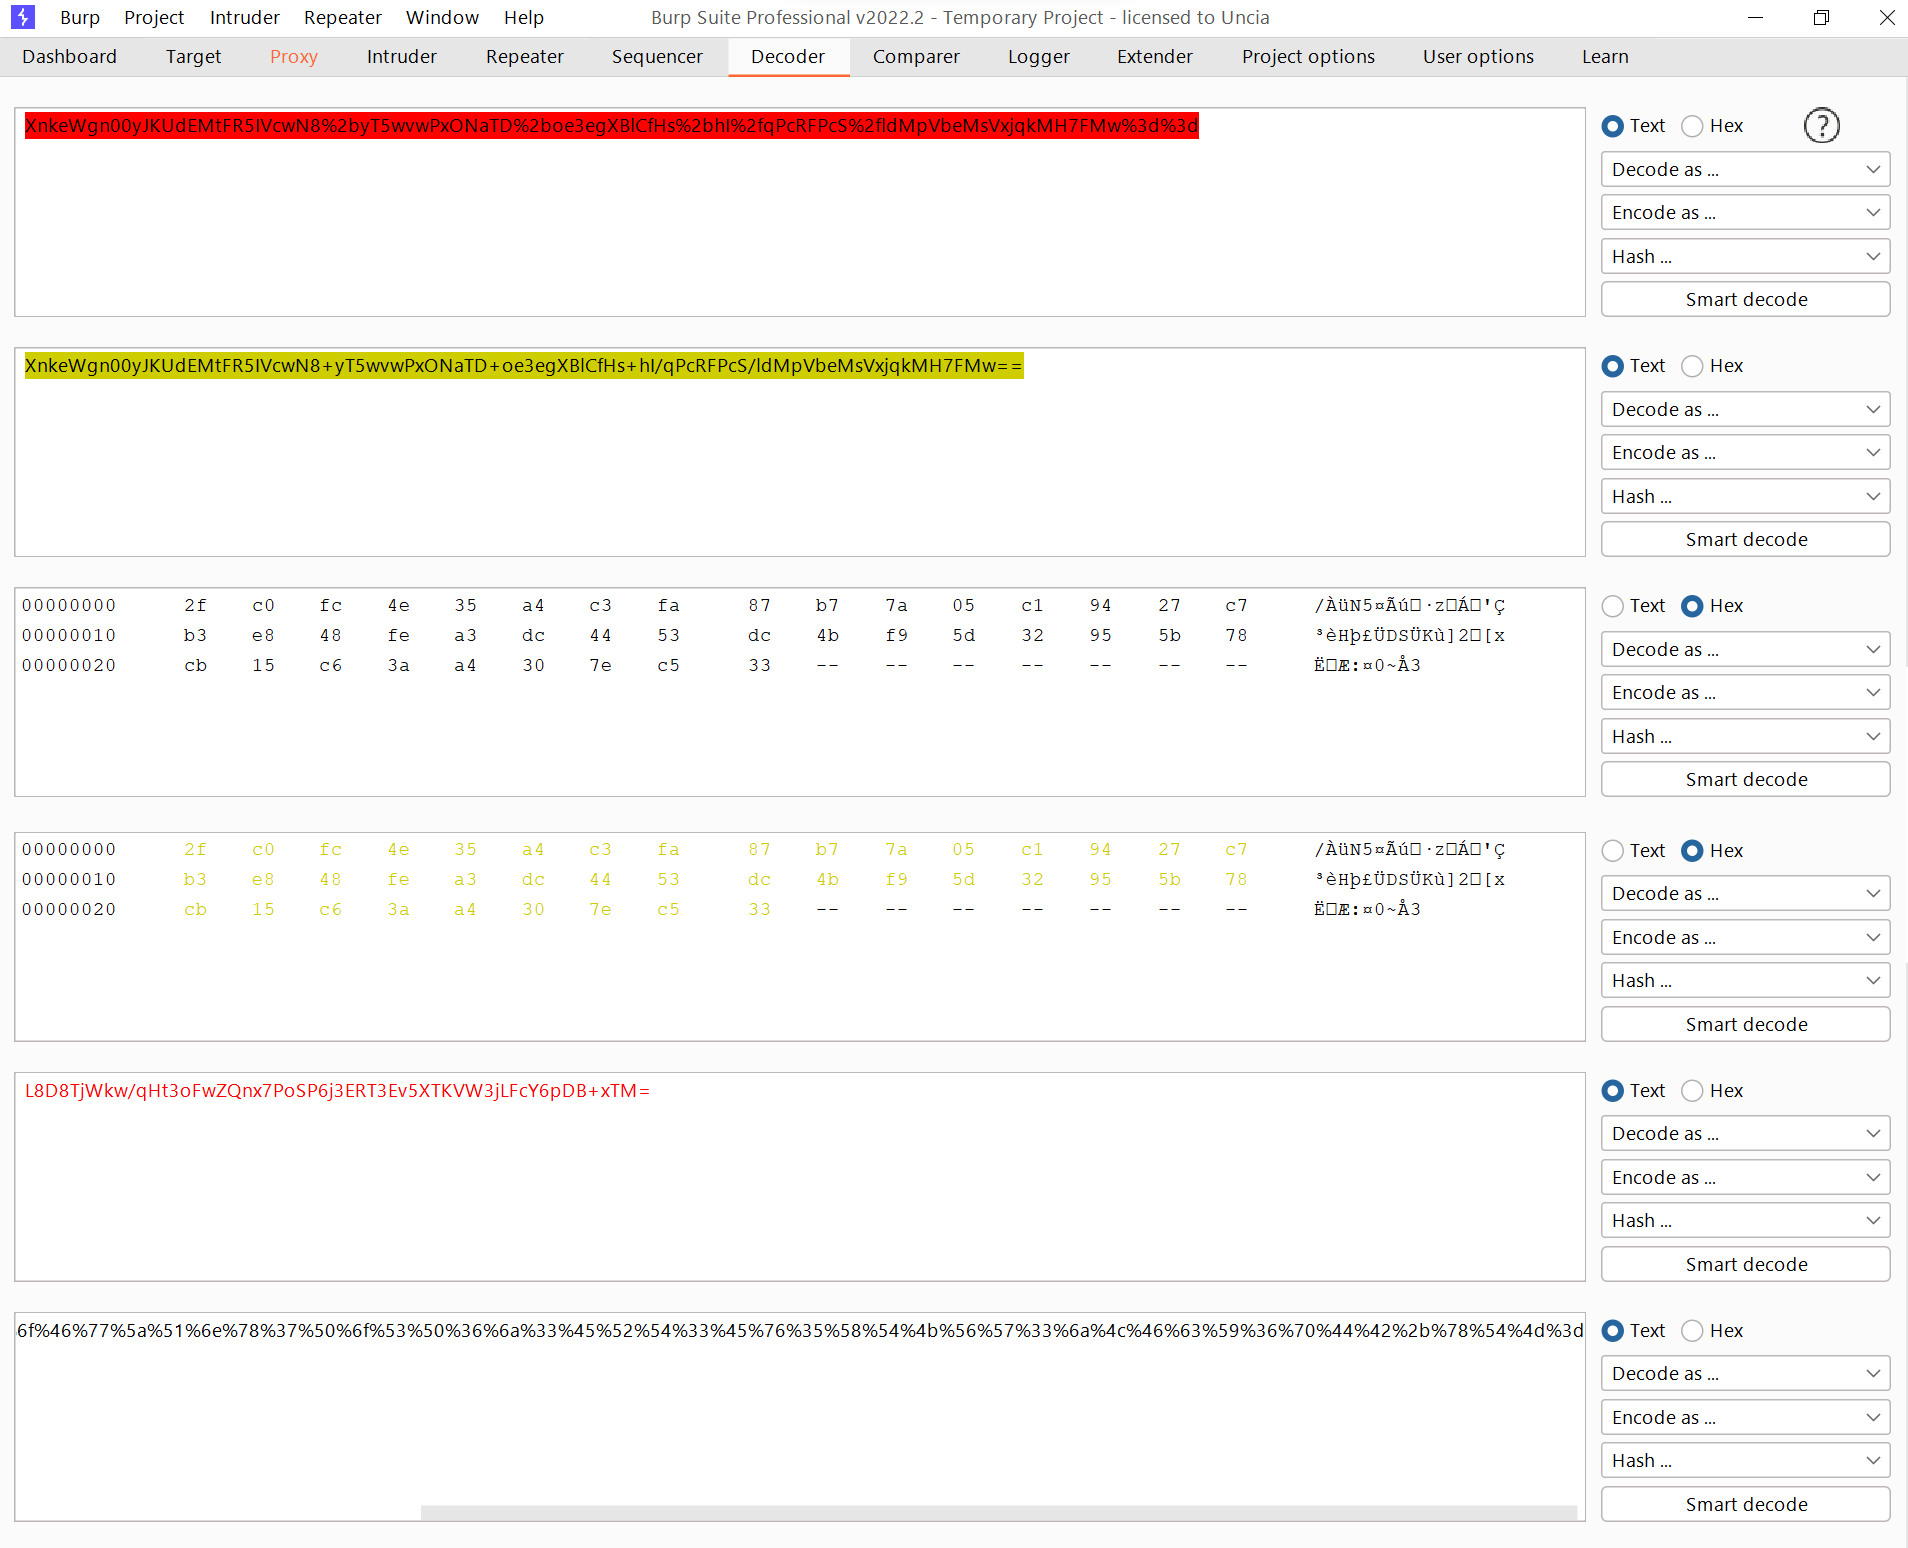 Burp Project Intruder Repeater Window Help Burp Suite Professional v2022.2 - Temporary Project - licensed to Uncia
Dashboard Target Proxy Intruder Repeater Sequencer Decoder Comparer Logger Extender Project options User options Learn
XnkeWgn00yJKUdEMtFR5IVcwN8%2byT5wvwPxONaTD%2boe3egXBlCfHs%2bhI%2fqPcRFPcS%2fldMpVbeMsVxjqkMH7FMw%3d%3d
Text Hex ?
Decode as ...
Encode as ...
Hash ...
Smart decode
XnkeWgn00yJKUdEMtFR5IVcwN8+yT5wvwPxONaTD+oe3egXBlCfHs+hI/qPcRFPcS/ldMpVbeMsVxjqkMH7FMw==
Text Hex
Decode as ...
Encode as ...
Hash ...
Smart decode
00000000 2f c0 fc 4e 35 a4 c3 fa 87 b7 7a 05 c1 94 27 c7 /ÀüN5¤Ãú□·z□Á□'Ç
00000010 b3 e8 48 fe a3 dc 44 53 dc 4b f9 5d 32 95 5b 78 ³èHþ£ÜDSÜKù]2□[x
00000020 cb 15 c6 3a a4 30 7e c5 33 -- -- -- -- -- -- -- Ë□Æ:¤0~Å3
Text Hex
Decode as ...
Encode as ...
Hash ...
Smart decode
00000000 2f c0 fc 4e 35 a4 c3 fa 87 b7 7a 05 c1 94 27 c7 /ÀüN5¤Ãú□·z□Á□'Ç
00000010 b3 e8 48 fe a3 dc 44 53 dc 4b f9 5d 32 95 5b 78 ³èHþ£ÜDSÜKù]2□[x
00000020 cb 15 c6 3a a4 30 7e c5 33 -- -- -- -- -- -- -- Ë□Æ:¤0~Å3
Text Hex
Decode as ...
Encode as ...
Hash ...
Smart decode
L8D8TjWkw/qHt3oFwZQnx7PoSP6j3ERT3Ev5XTKVW3jLFcY6pDB+xTM=
Text Hex
Decode as ...
Encode as ...
Hash ...
Smart decode
6f%46%77%5a%51%6e%78%37%50%6f%53%50%36%6a%33%45%52%54%33%45%76%35%58%54%4b%56%57%33%6a%4c%46%63%59%36%70%44%42%2b%78%54%4d%3d
Text Hex
Decode as ...
Encode as ...
Hash ...
Smart decode